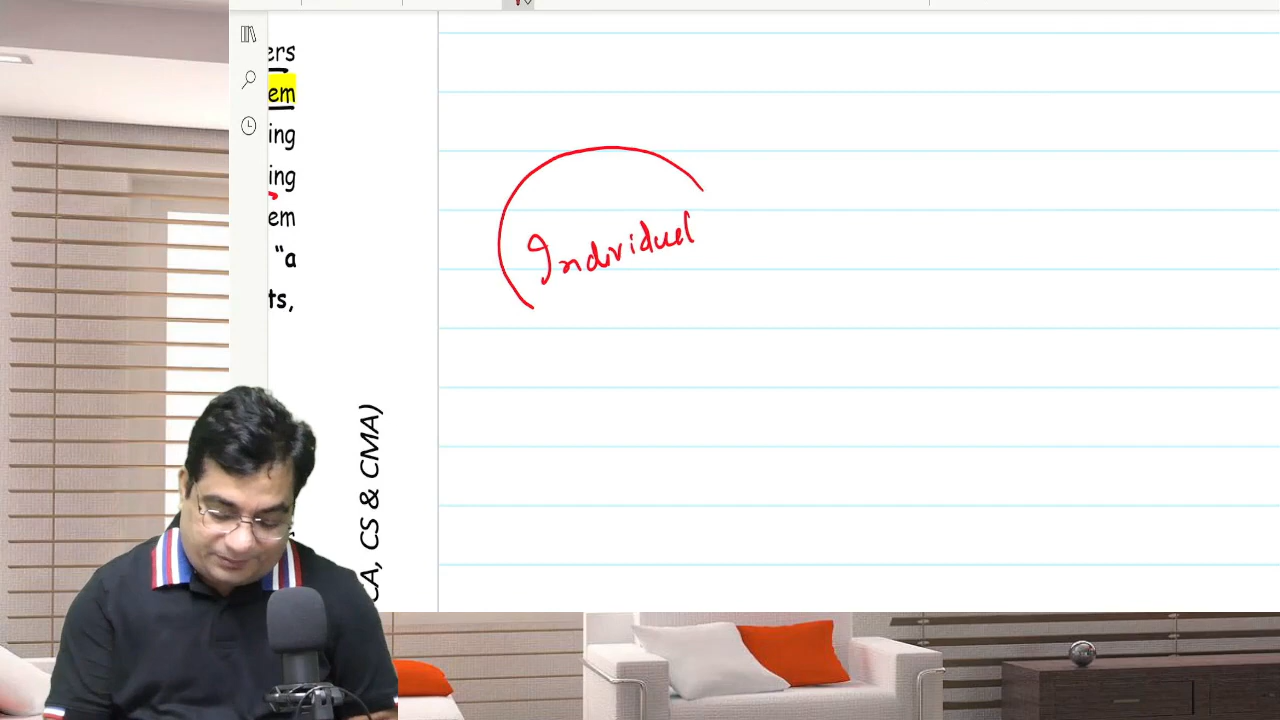 ers
em
ing
ing
em
"a
ts,
Individual
CA, CS & CMA)